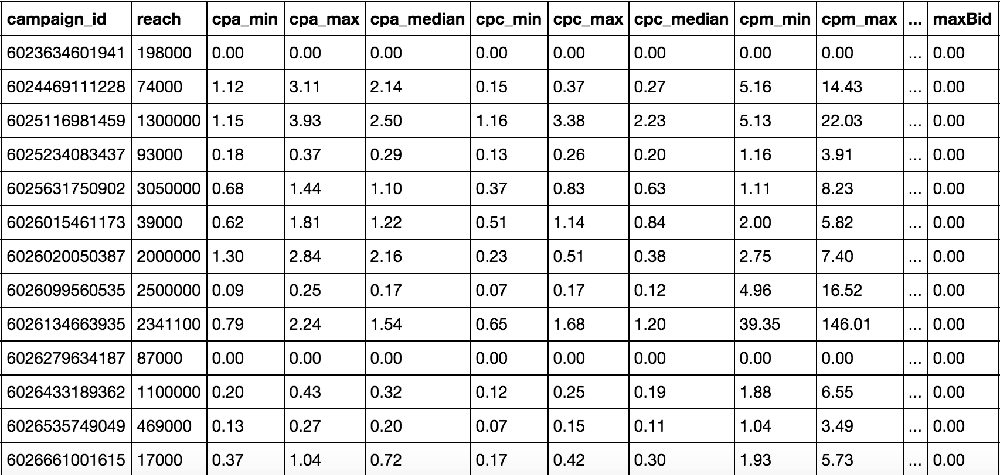 campaign_id reach cpa_min cpa_max cpa_median cpc_min cpc_max cpc_median cpm_min cpm_max ... maxBid
6023634601941 198000 0.00 0.00 0.00 0.00 0.00 0.00 0.00 0.00 ... 0.00
6024469111228 74000 1.12 3.11 2.14 0.15 0.37 0.27 5.16 14.43 ... 0.00
6025116981459 1300000 1.15 3.93 2.50 1.16 3.38 2.23 5.13 22.03 ... 0.00
6025234083437 93000 0.18 0.37 0.29 0.13 0.26 0.20 1.16 3.91 ... 0.00
6025631750902 3050000 0.68 1.44 1.10 0.37 0.83 0.63 1.11 8.23 ... 0.00
6026015461173 39000 0.62 1.81 1.22 0.51 1.14 0.84 2.00 5.82 ... 0.00
6026020050387 2000000 1.30 2.84 2.16 0.23 0.51 0.38 2.75 7.40 ... 0.00
6026099560535 2500000 0.09 0.25 0.17 0.07 0.17 0.12 4.96 16.52 ... 0.00
6026134663935 2341100 0.79 2.24 1.54 0.65 1.68 1.20 39.35 146.01 ... 0.00
6026279634187 87000 0.00 0.00 0.00 0.00 0.00 0.00 0.00 0.00 ... 0.00
6026433189362 1100000 0.20 0.43 0.32 0.12 0.25 0.19 1.88 6.55 ... 0.00
6026535749049 469000 0.13 0.27 0.20 0.07 0.15 0.11 1.04 3.49 ... 0.00
6026661001615 17000 0.37 1.04 0.72 0.17 0.42 0.30 1.93 5.73 ... 0.00